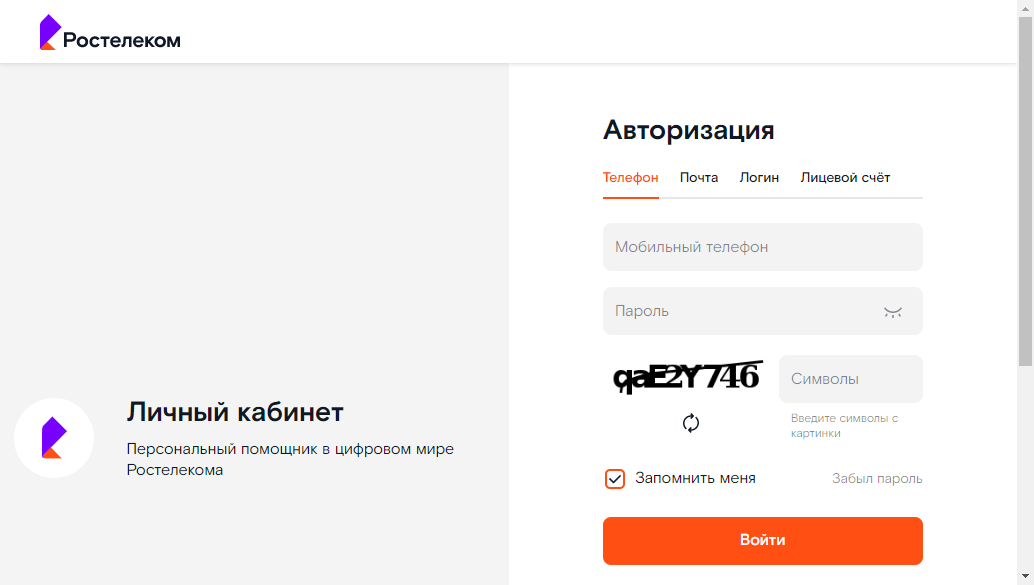 Ростелеком
Авторизация
Телефон Почта Логин Лицевой счёт
Мобильный телефон
Пароль
qaE2Y746
Символы
Введите символы с
картинки
Личный кабинет
Персональный помощник в цифровом мире
Ростелекома
Запомнить меня
Забыл пароль
Войти